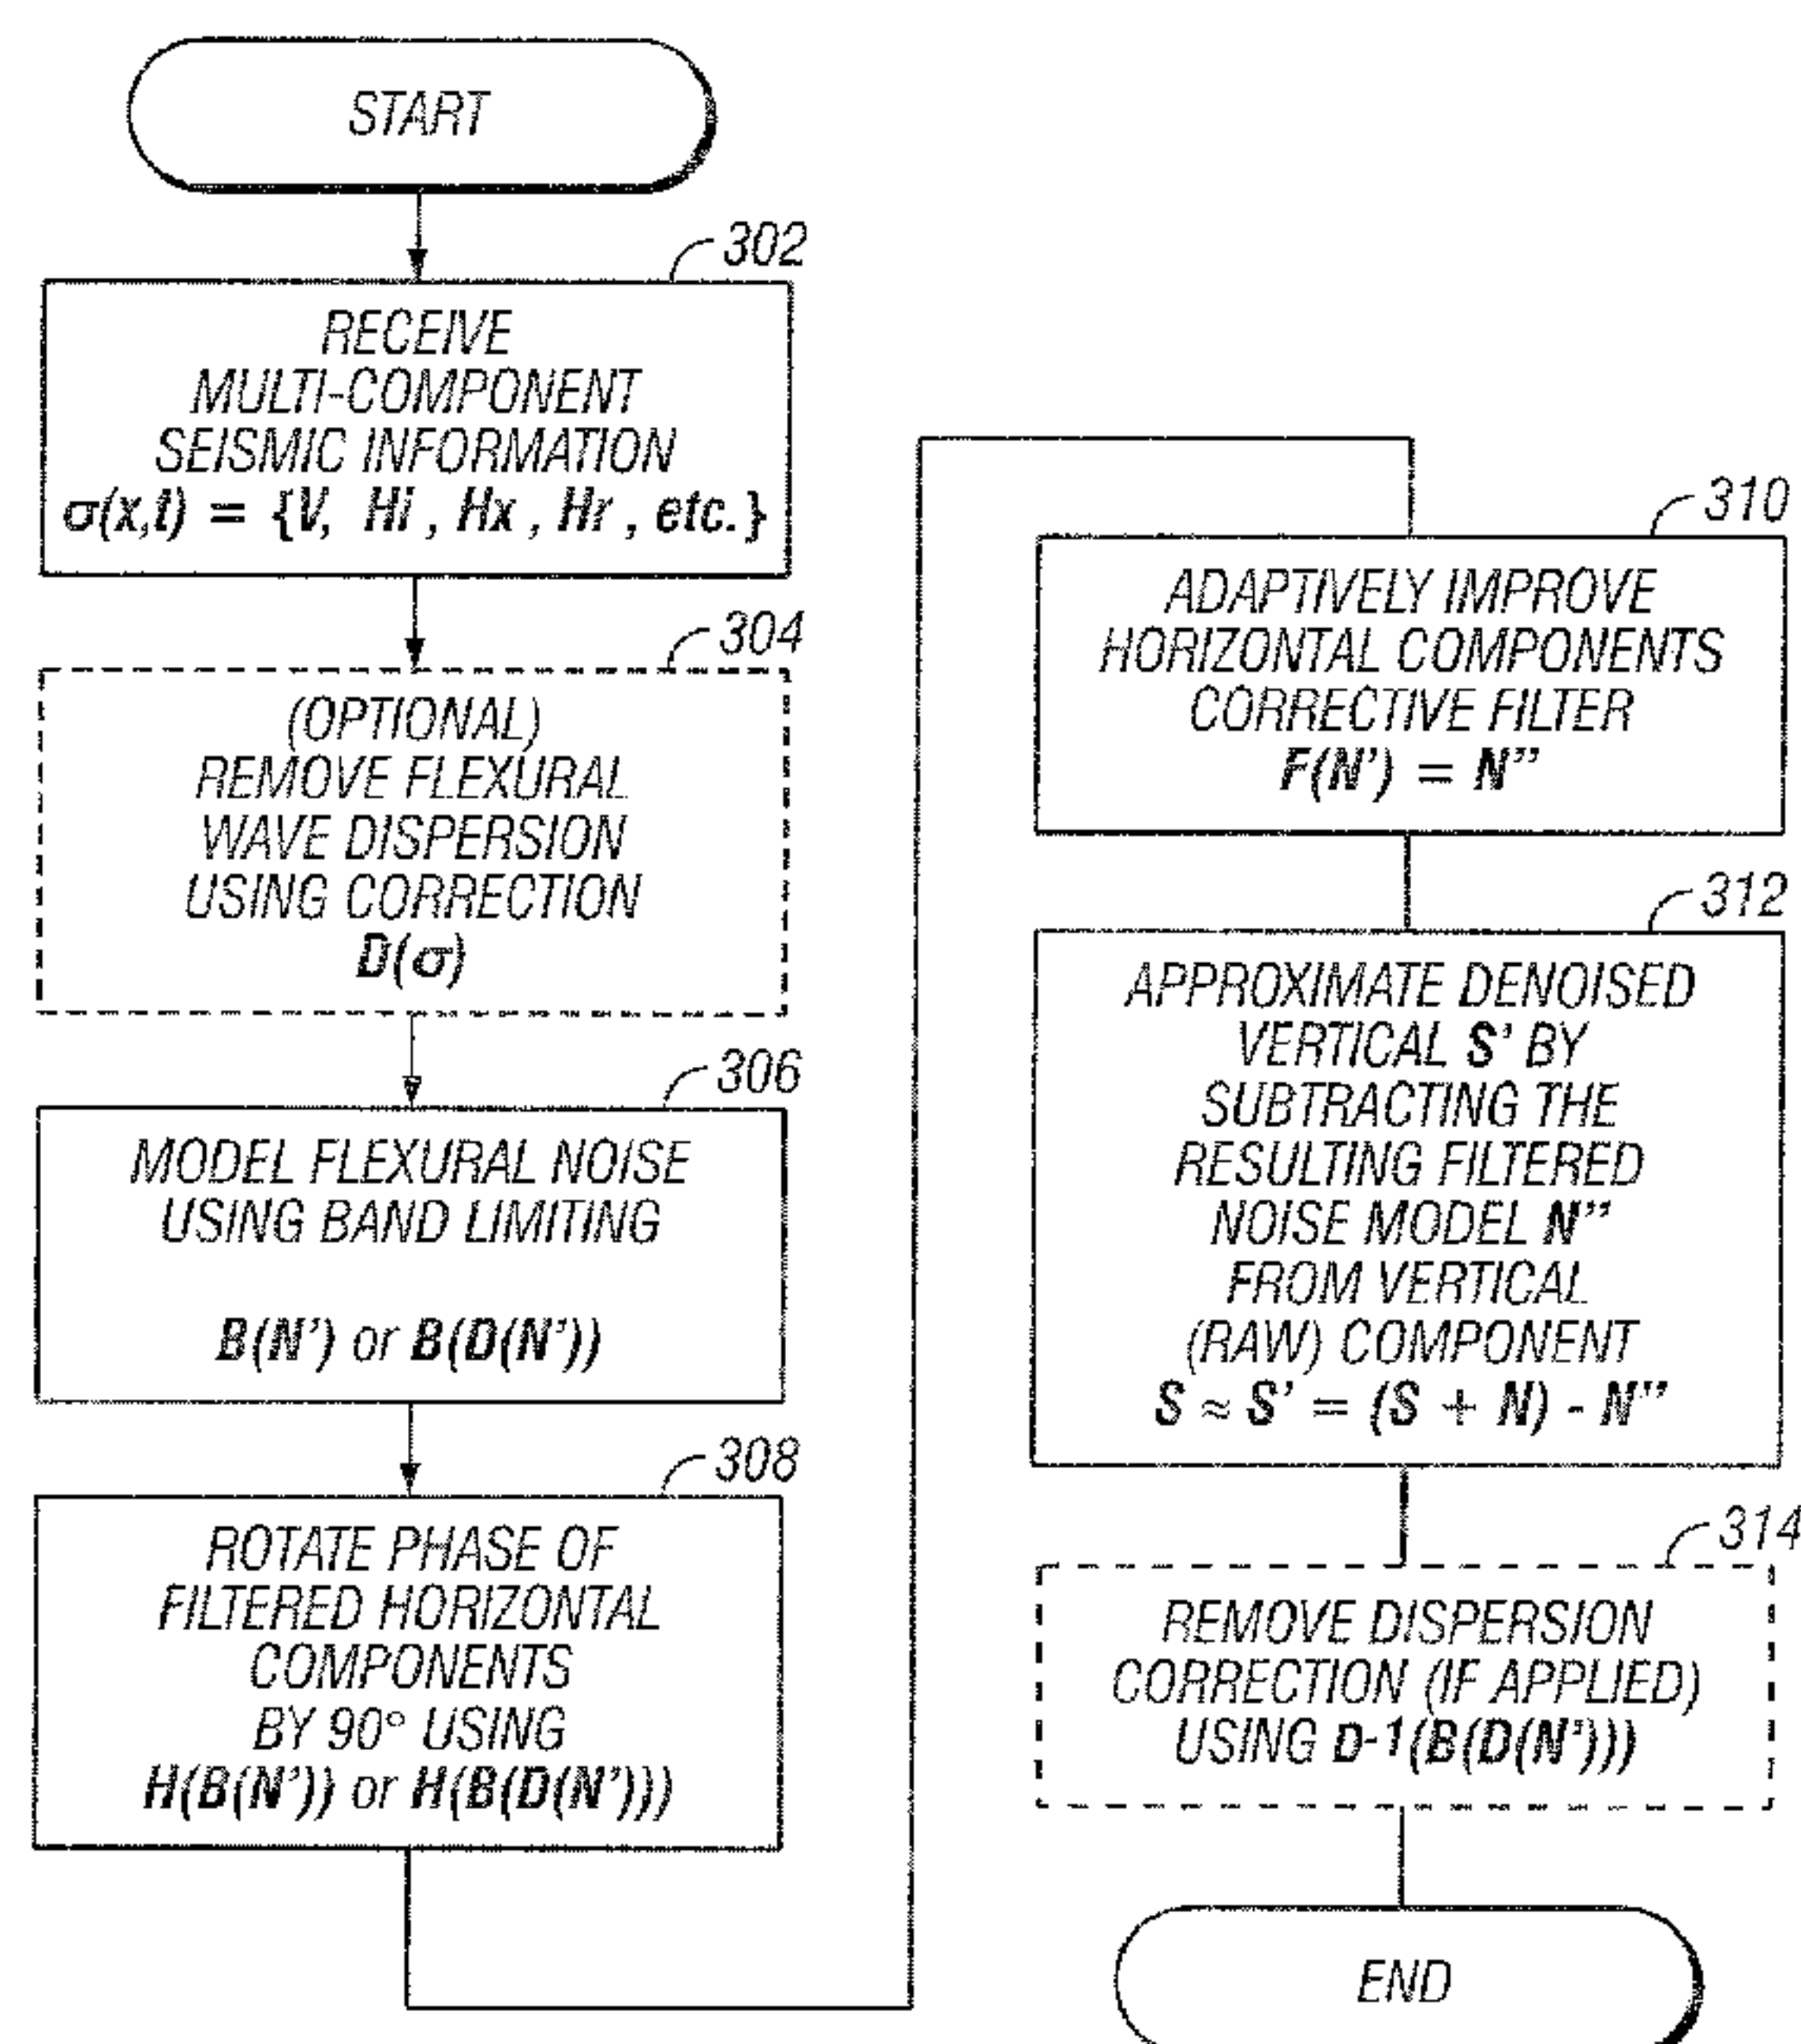 START
302
RECEIVE
MULTI-COMPONENT
SEISMIC INFORMATION
σ(x,t) = {V, Hi , Hx , Hr , etc.}
304
(OPTIONAL)
REMOVE FLEXURAL
WAVE DISPERSION
USING CORRECTION
D(σ)
306
MODEL FLEXURAL NOISE
USING BAND LIMITING
B(N’) or B(D(N’))
308
ROTATE PHASE OF
FILTERED HORIZONTAL
COMPONENTS
BY 90° USING
H(B(N’)) or H(B(D(N’)))
310
ADAPTIVELY IMPROVE
HORIZONTAL COMPONENTS
CORRECTIVE FILTER
F(N’) = N”
312
APPROXIMATE DENOISED
VERTICAL S’ BY
SUBTRACTING THE
RESULTING FILTERED
NOISE MODEL N”
FROM VERTICAL
(RAW) COMPONENT
S ≈ S’ = (S + N) - N”
314
REMOVE DISPERSION
CORRECTION (IF APPLIED)
USING D-1(B(D(N’)))
END